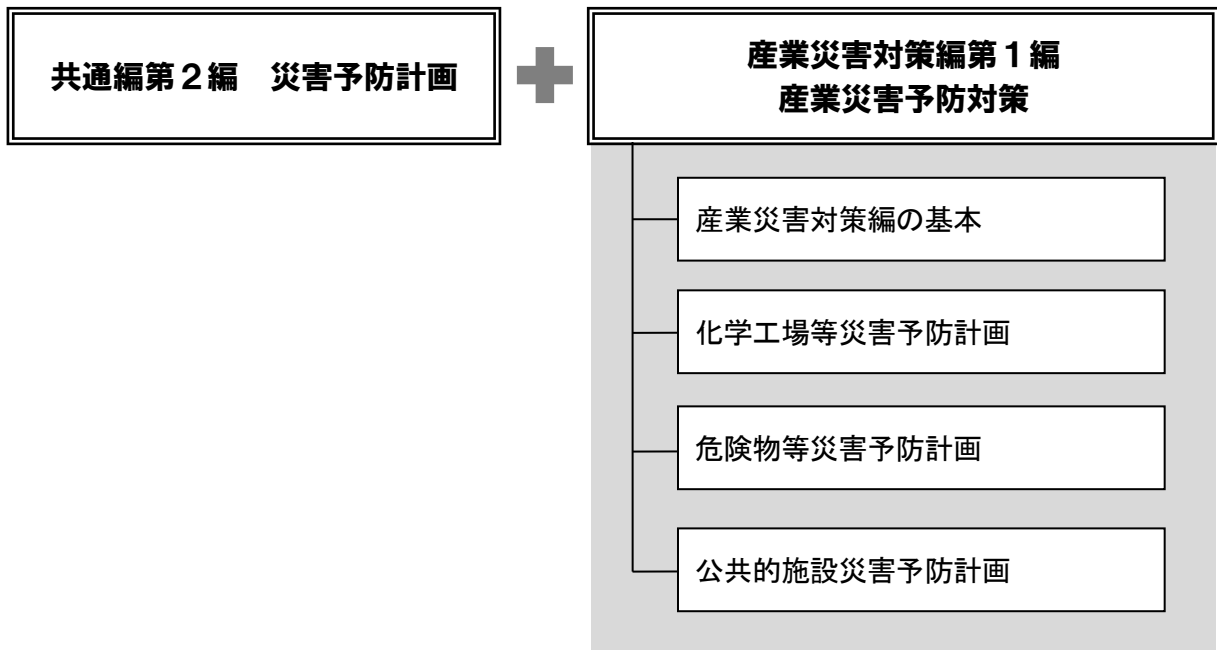 共通編第２編　災害予防計画
産業災害対策編第１編
産業災害予防対策
産業災害対策編の基本
化学工場等災害予防計画
危険物等災害予防計画
公共的施設災害予防計画